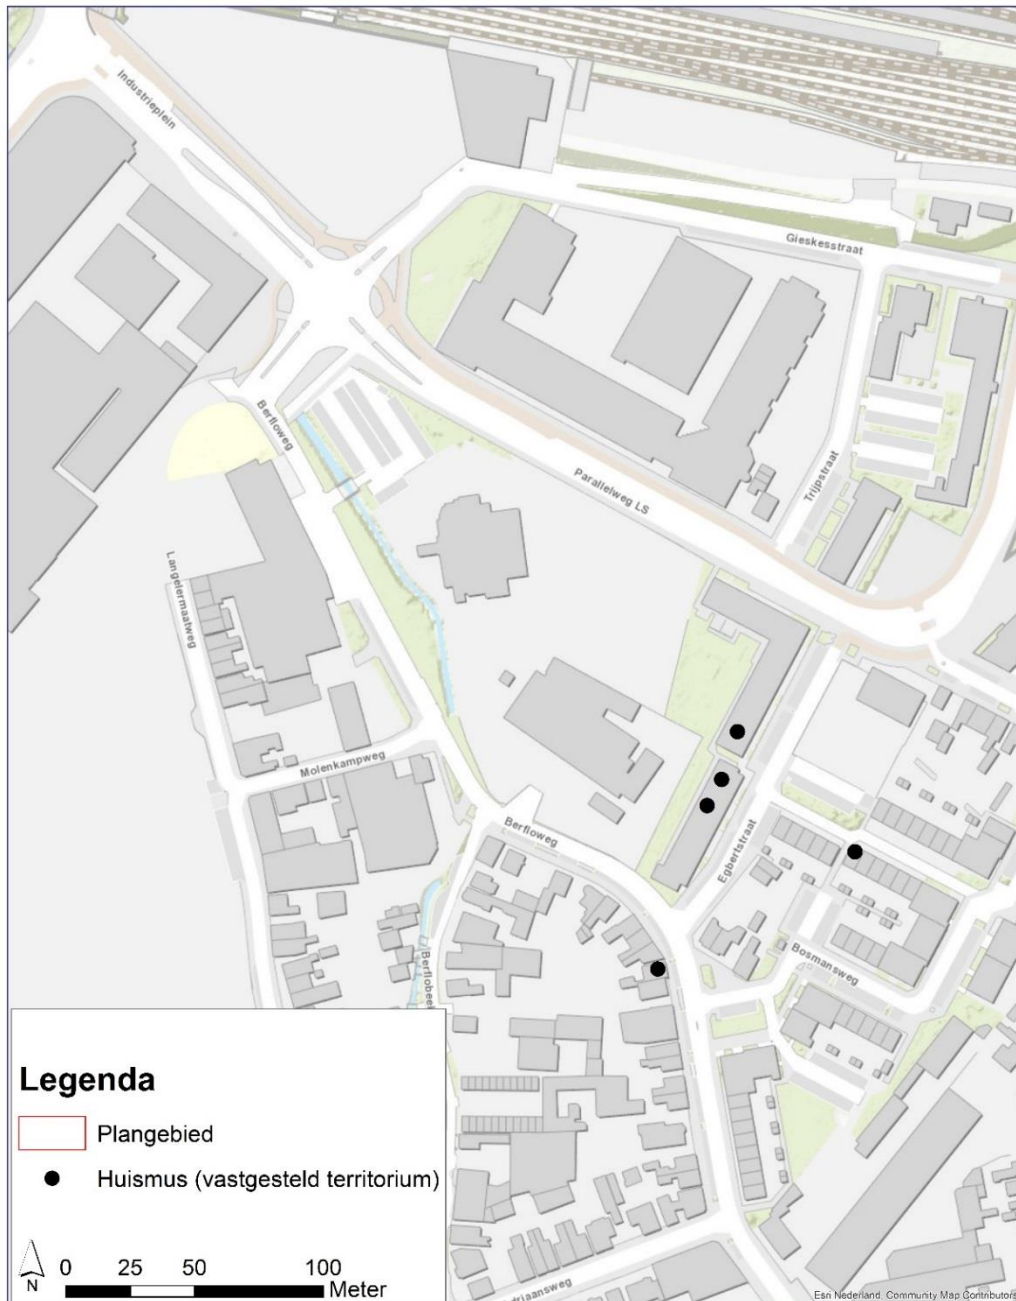 Industrieplein
Gieskesstraat
Berfloweg
Parallelweg LS
Trijpstraat
Langelermaatweg
Molenkampweg
Berfloweg
Egbertstraat
Bosmansweg
Legenda
Plangebied
Huismus (vastgesteld territorium)
N
0 25 50 100
Meter
Esri Nederland, Community Map Contributors